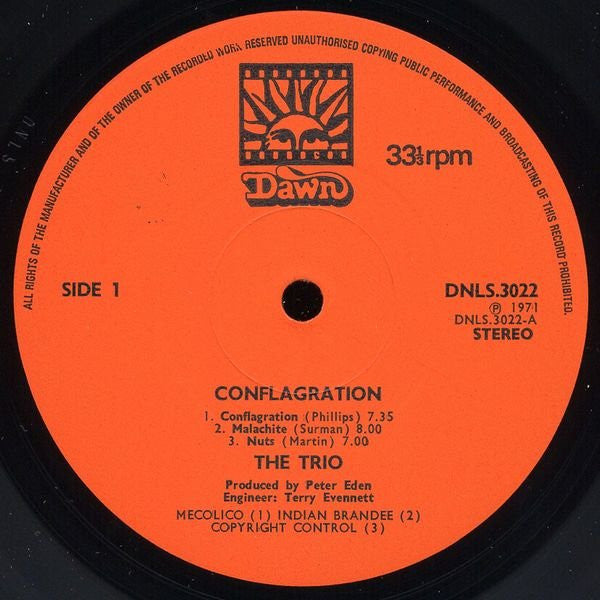 ALL RIGHTS OF THE MANUFACTURER AND OF THE OWNER OF THE RECORDED WORK RESERVED UNAUTHORISED COPYING PUBLIC PERFORMANCE AND BROADCASTING OF THIS RECORD PROHIBITED.
Dawn
33⅓rpm
SIDE 1
DNLS.3022
℗ 1971
DNLS.3022-A
STEREO
CONFLAGRATION
1. Conflagration (Phillips) 7.35
2. Malachite (Surman) 8.00
3. Nuts (Martin) 7.00
THE TRIO
Produced by Peter Eden
Engineer: Terry Evennett
MECOLICO (1) INDIAN BRANDEE (2)
COPYRIGHT CONTROL (3)